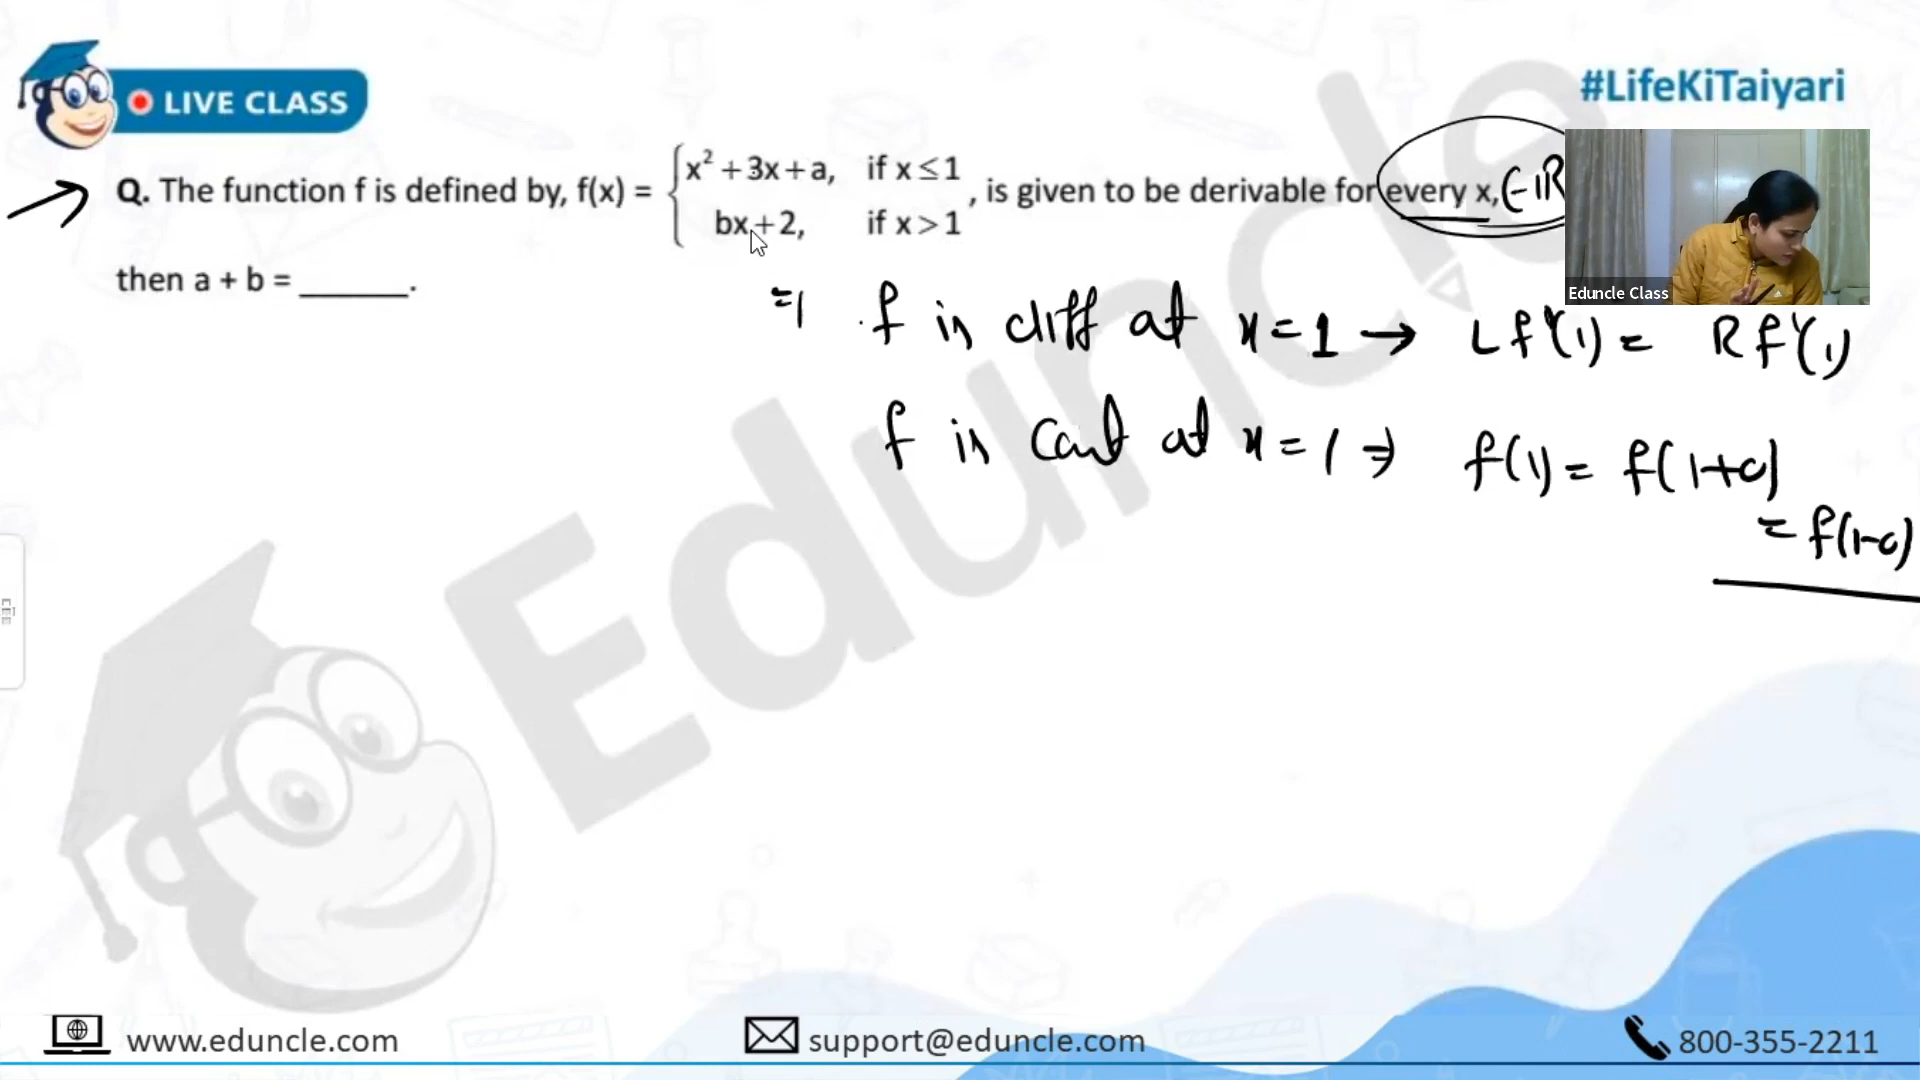 LIVE CLASS
#LifeKiTaiyari
Q. The function f is defined by, f(x) = { x² + 3x + a, if x ≤ 1
bx + 2, if x > 1 , is given to be derivable for every x, ∈ IR
then a + b = ______.
Eduncle Class
⇒ f is diff at x = 1 → Lf'(1) = Rf'(1)
f is Cont at x = 1 ⇒ f(1) = f(1+0)
= f(1-0)
Eduncle
www.eduncle.com
support@eduncle.com
800-355-2211